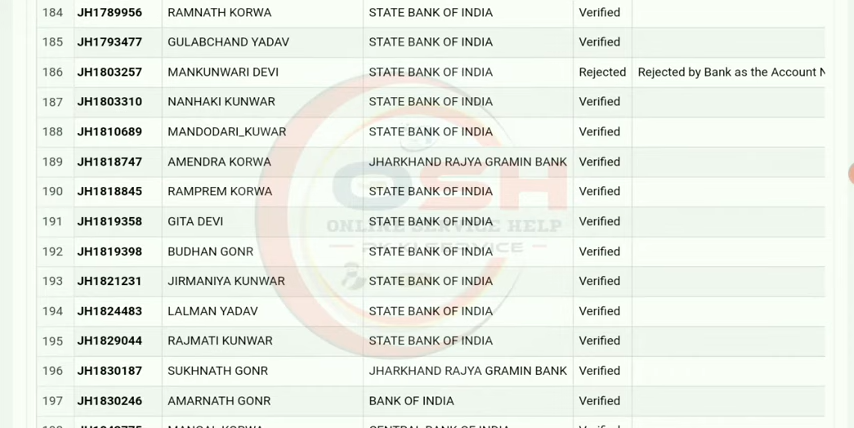 184 JH1789956 RAMNATH KORWA STATE BANK OF INDIA Verified
185 JH1793477 GULABCHAND YADAV STATE BANK OF INDIA Verified
186 JH1803257 MANKUNWARI DEVI STATE BANK OF INDIA Rejected Rejected by Bank as the Account N
187 JH1803310 NANHAKI KUNWAR STATE BANK OF INDIA Verified
188 JH1810689 MANDODARI_KUWAR STATE BANK OF INDIA Verified
189 JH1818747 AMENDRA KORWA JHARKHAND RAJYA GRAMIN BANK Verified
190 JH1818845 RAMPREM KORWA STATE BANK OF INDIA Verified
OSH
191 JH1819358 GITA DEVI STATE BANK OF INDIA Verified
ONLINE SERVICE HELP
192 JH1819398 BUDHAN GONR STATE BANK OF INDIA Verified
193 JH1821231 JIRMANIYA KUNWAR STATE BANK OF INDIA Verified
194 JH1824483 LALMAN YADAV STATE BANK OF INDIA Verified
195 JH1829044 RAJMATI KUNWAR STATE BANK OF INDIA Verified
196 JH1830187 SUKHNATH GONR JHARKHAND RAJYA GRAMIN BANK Verified
197 JH1830246 AMARNATH GONR BANK OF INDIA Verified